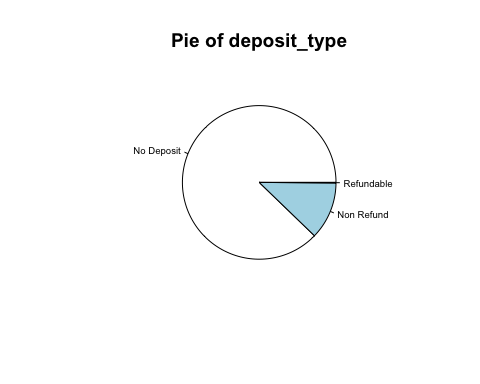 Pie of deposit_type
No Deposit
Refundable
Non Refund